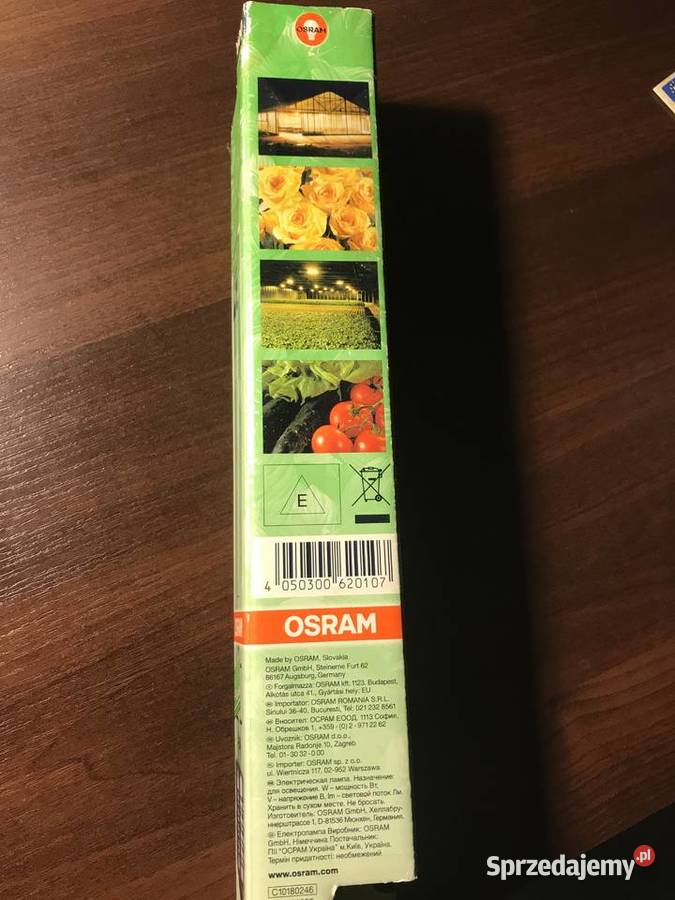 OSRAM
E
4 050300 620107
OSRAM
Made by OSRAM, Slovakia
OSRAM GmbH, Steinerne Furt 62
86167 Augsburg, Germany
Forgalmazza: OSRAM kft. 1123. Budapest,
Alkotás utca 41., Gyártási hely: EU
Importator: OSRAM ROMANIA S.R.L.
Sinului 36-40, Bucuresti, Tel: 021 232 8561
Вносител: ОСРАМ ЕООД, 1113 София,
Н. Обрешков 1, +359 - (0) 2 - 971 22 62
Uvoznik: OSRAM d.o.o.,
Majstora Radonje 10, Zagreb
Tel. 01- 30 32 - 0 00
Importer: OSRAM sp. z o.o.
ul. Wiertnicza 117, 02-952 Warszawa
Электрическая лампа. Назначение:
для освещения. W – мощность Вт,
V – напряжение В, lm – световой поток Лм.
Хранить в сухом месте. Не бросать.
Изготовитель: OSRAM GmbH, Хеллабру-
ннерштрассе 1, D-81536 Мюнхен, Германия.
Електролампа Виробник: OSRAM
GmbH, Німеччина Постачальник:
ПІІ "ОСРАМ Україна" м.Київ, Україна.
Термін придатності: необмежений
www.osram.com
C10180246
Sprzedajemy.pl